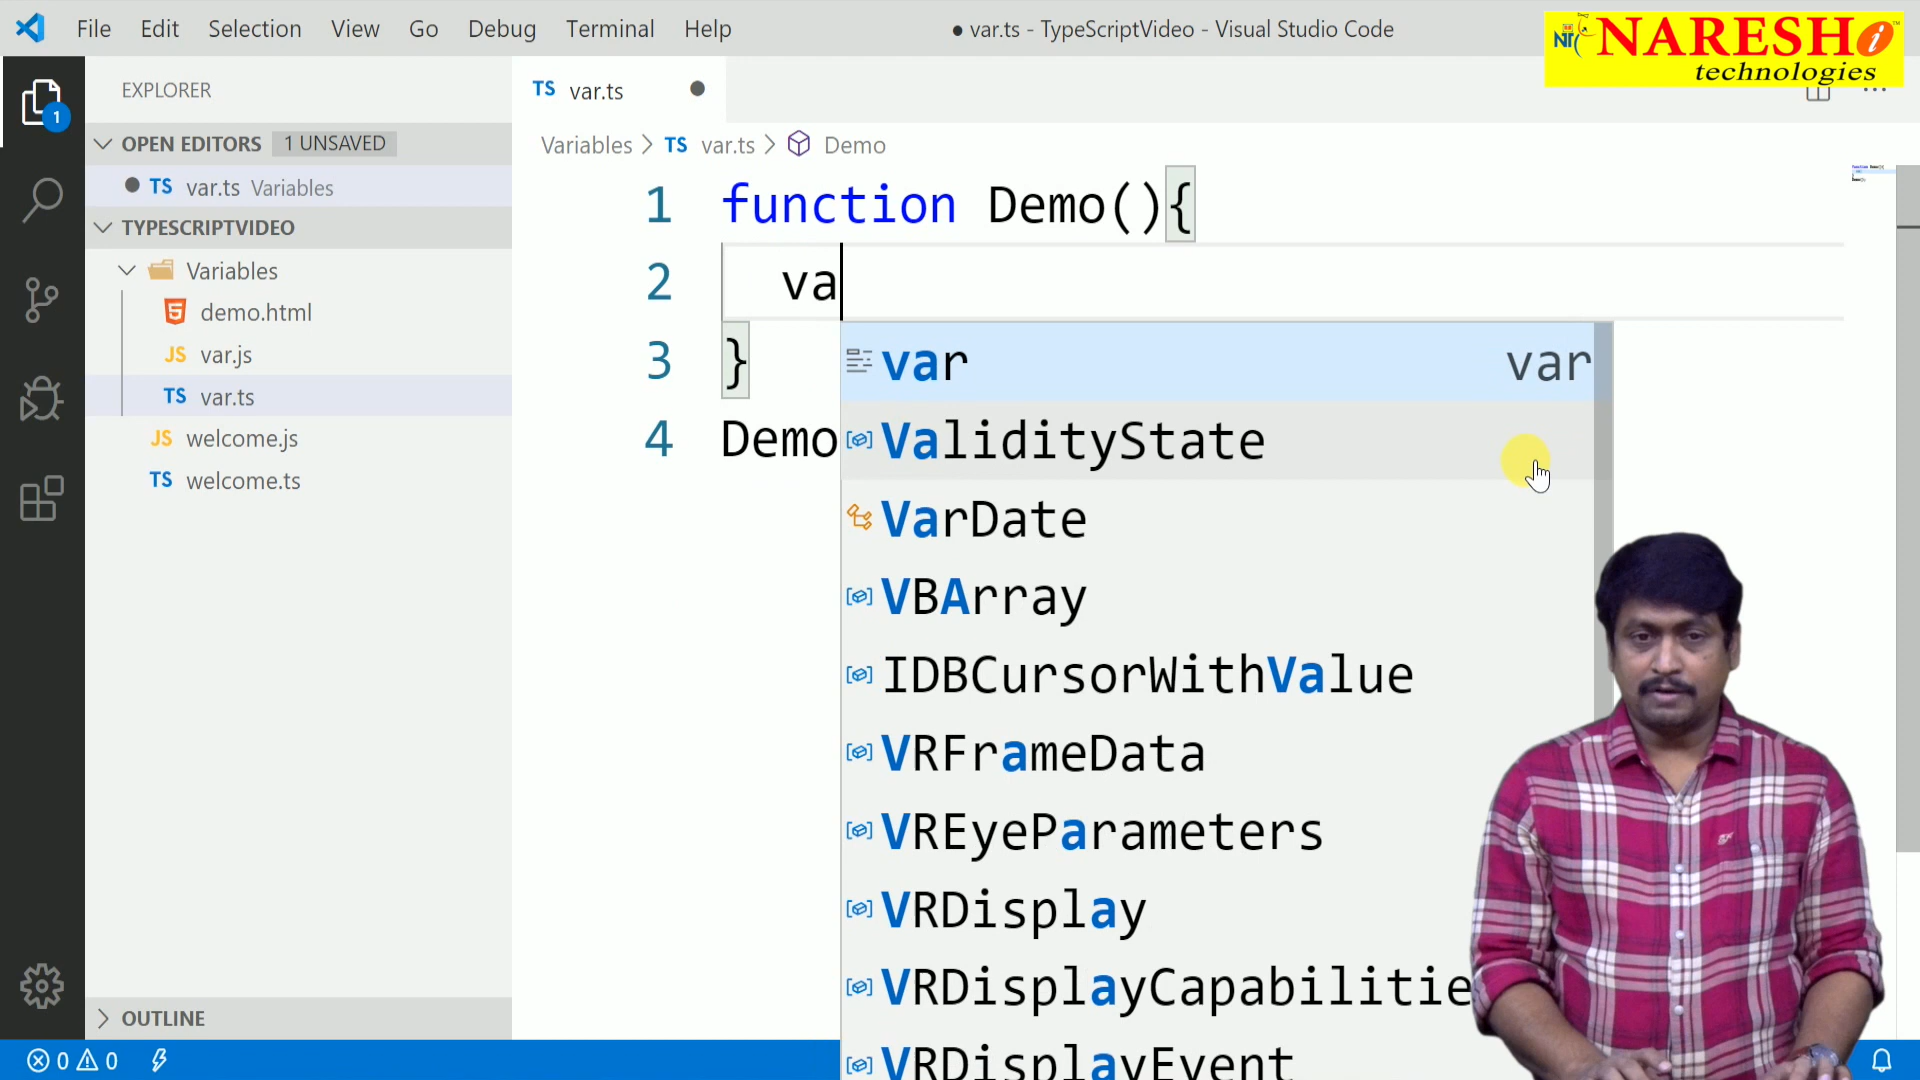 File Edit Selection View Go Debug Terminal Help
● var.ts - TypeScriptVideo - Visual Studio Code
NT NARESH i
technologies
EXPLORER
1
OPEN EDITORS 1 UNSAVED
TS var.ts Variables
TYPESCRIPTVIDEO
Variables
demo.html
JS var.js
TS var.ts
JS welcome.js
TS welcome.ts
OUTLINE
TS var.ts
Variables > TS var.ts > Demo
1 function Demo(){
2 va
3 }
4 Demo
var var
ValidityState
VarDate
VBArray
IDBCursorWithValue
VRFrameData
VREyeParameters
VRDisplay
VRDisplayCapabilitie
VRDisplayEvent
0 0